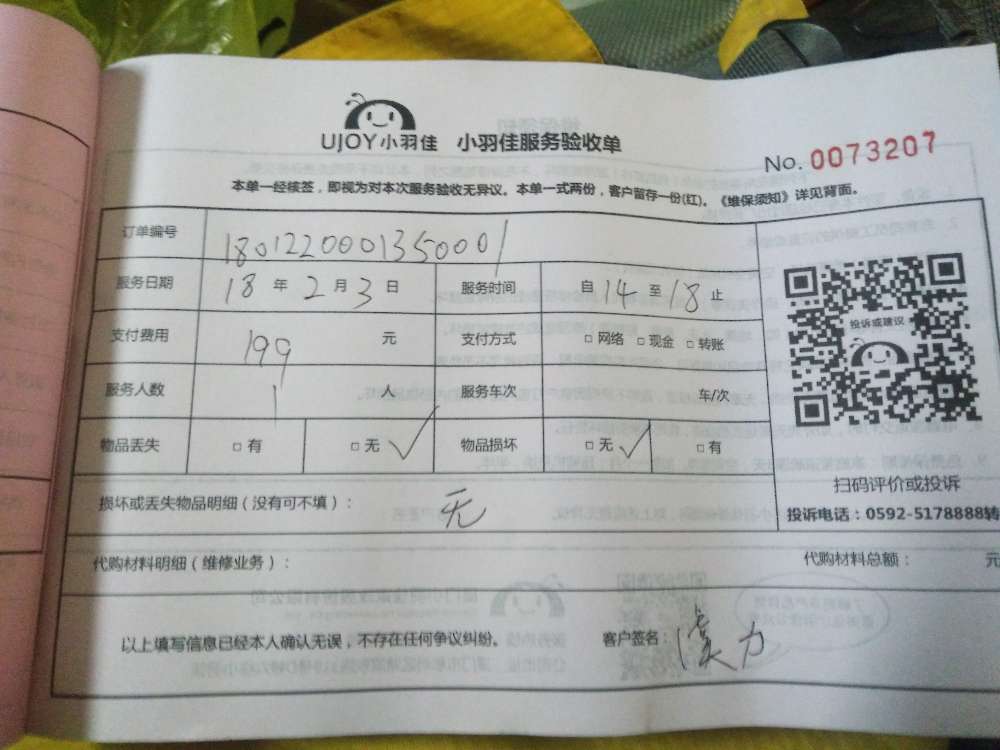 UJOY小羽佳 小羽佳服务验收单
No. 0073207
本单一经核签，即视为对本次服务验收无异议。本单一式两份，客户留存一份(红)。《维保须知》详见背面。
订单编号 1801220001350001
服务日期 18 年 2 月 3 日 服务时间 自 14 至 18 止
投诉或建议
支付费用 199 元 支付方式 □ 网络 □ 现金 □ 转账
服务人数 1 人 服务车次 车/次
物品丢失 □ 有 □ 无 ✓ 物品损坏 □ 无 ✓ □ 有
扫码评价或投诉
损坏或丢失物品明细（没有可不填）： 无
投诉电话：0592-5178888转
代购材料明细（维修业务）： 代购材料总额： 元
以上填写信息已经本人确认无误，不存在任何争议纠纷。 客户签名： 力